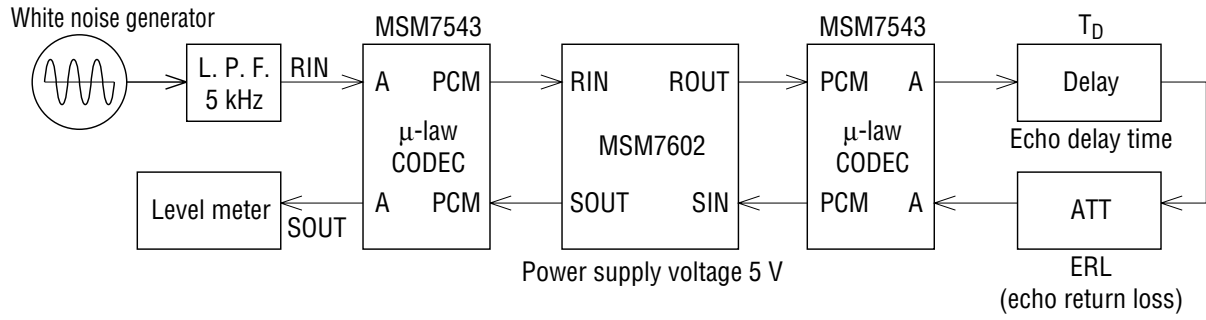 White noise generator
L. P. F.
5 kHz
RIN
MSM7543
A PCM
μ-law
CODEC
A PCM
RIN ROUT
MSM7602
SOUT SIN
Power supply voltage 5 V
MSM7543
PCM A
μ-law
CODEC
PCM A
T_D
Delay
Echo delay time
ATT
ERL
(echo return loss)
Level meter
SOUT